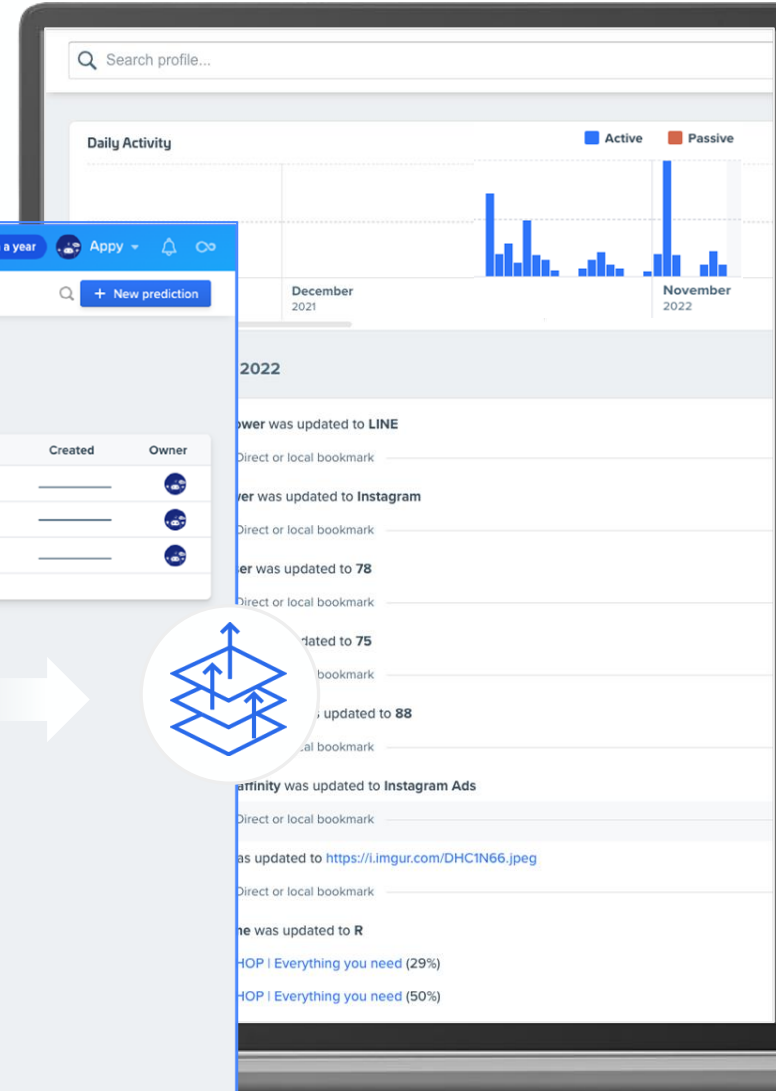 Search profile...
Daily Activity
Active
Passive
December
2021
November
2022
a year
Appy
+ New prediction
Created
Owner
2022
was updated to LINE
Direct or local bookmark
was updated to Instagram
Direct or local bookmark
was updated to 78
Direct or local bookmark
to 75
bookmark
updated to 88
bookmark
affinity was updated to Instagram Ads
Direct or local bookmark
updated to https://i.imgur.com/DHC1N66.jpeg
Direct or local bookmark
was updated to R
| Everything you need (29%)
| Everything you need (50%)